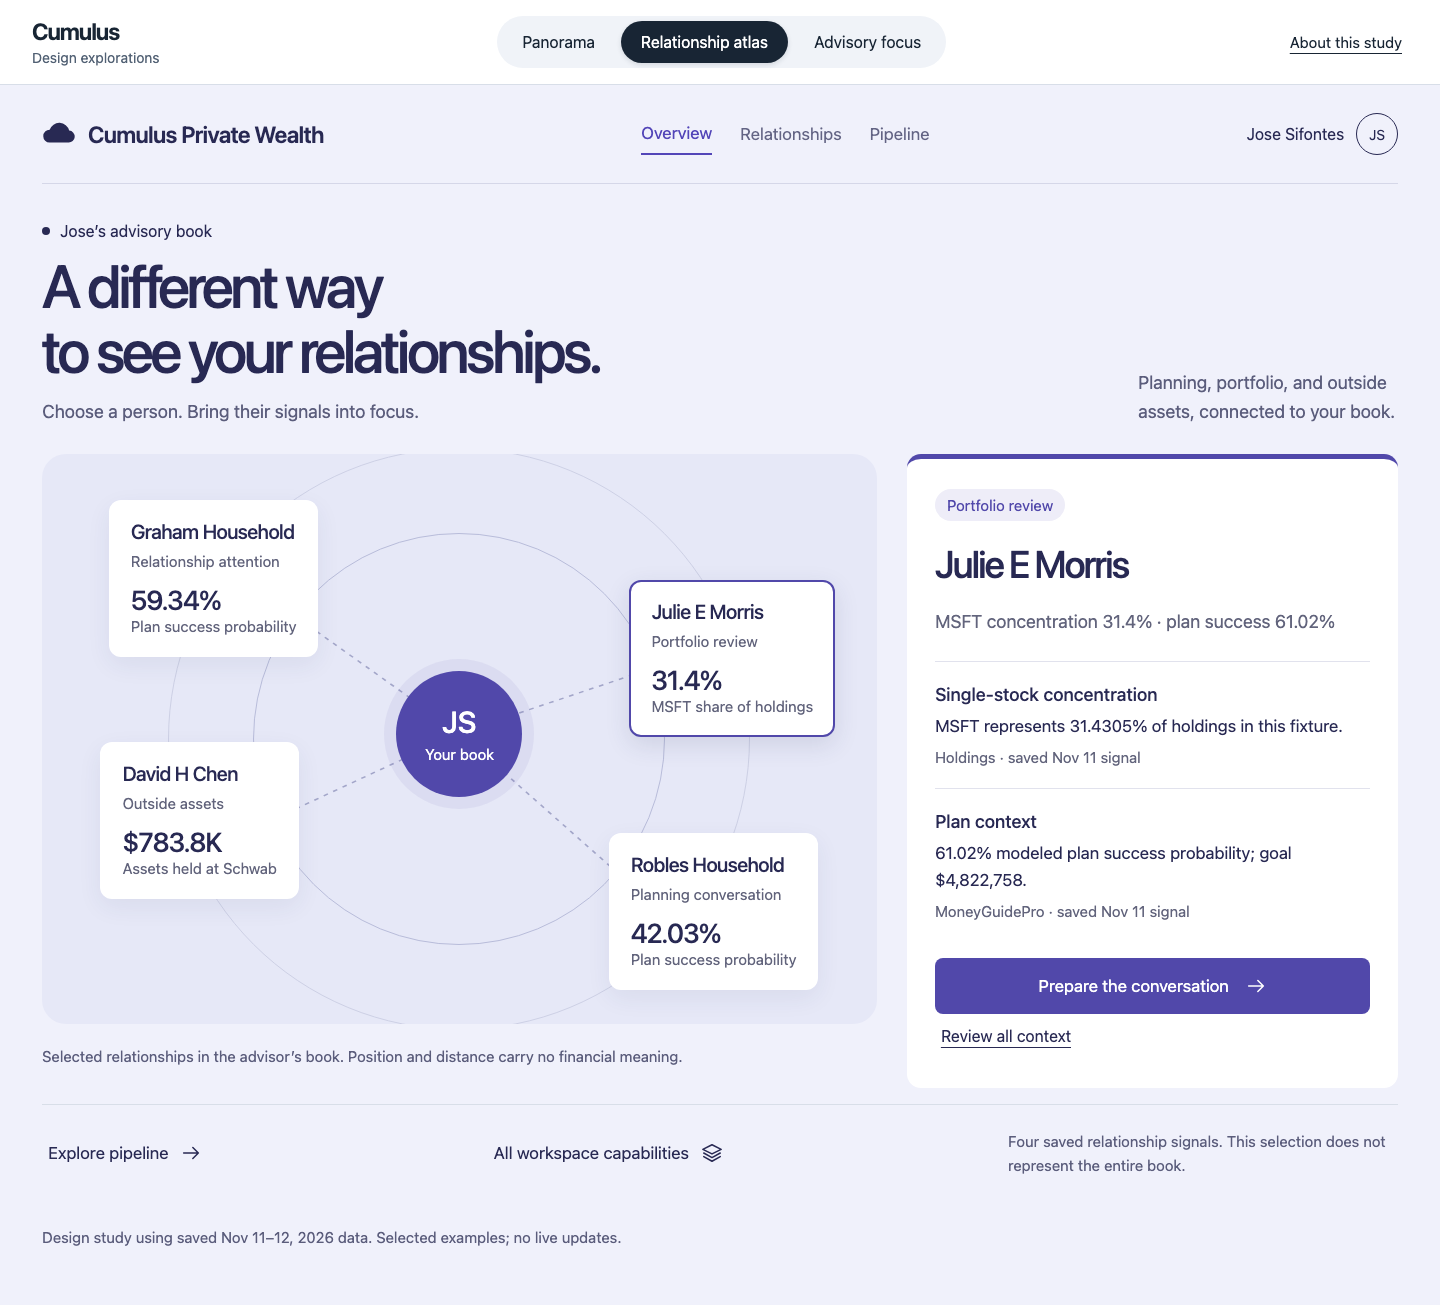 Cumulus
Design explorations
Panorama
Relationship atlas
Advisory focus
About this study
Cumulus Private Wealth
Overview
Relationships
Pipeline
Jose Sifontes
JS
Jose’s advisory book
A different way
to see your relationships.
Choose a person. Bring their signals into focus.
Planning, portfolio, and outside
assets, connected to your book.
Graham Household
Relationship attention
59.34%
Plan success probability
Julie E Morris
Portfolio review
31.4%
MSFT share of holdings
JS
Your book
David H Chen
Outside assets
$783.8K
Assets held at Schwab
Robles Household
Planning conversation
42.03%
Plan success probability
Selected relationships in the advisor’s book. Position and distance carry no financial meaning.
Portfolio review
Julie E Morris
MSFT concentration 31.4% · plan success 61.02%
Single-stock concentration
MSFT represents 31.4305% of holdings in this fixture.
Holdings · saved Nov 11 signal
Plan context
61.02% modeled plan success probability; goal
$4,822,758.
MoneyGuidePro · saved Nov 11 signal
Prepare the conversation
Review all context
Explore pipeline
All workspace capabilities
Four saved relationship signals. This selection does not
represent the entire book.
Design study using saved Nov 11–12, 2026 data. Selected examples; no live updates.